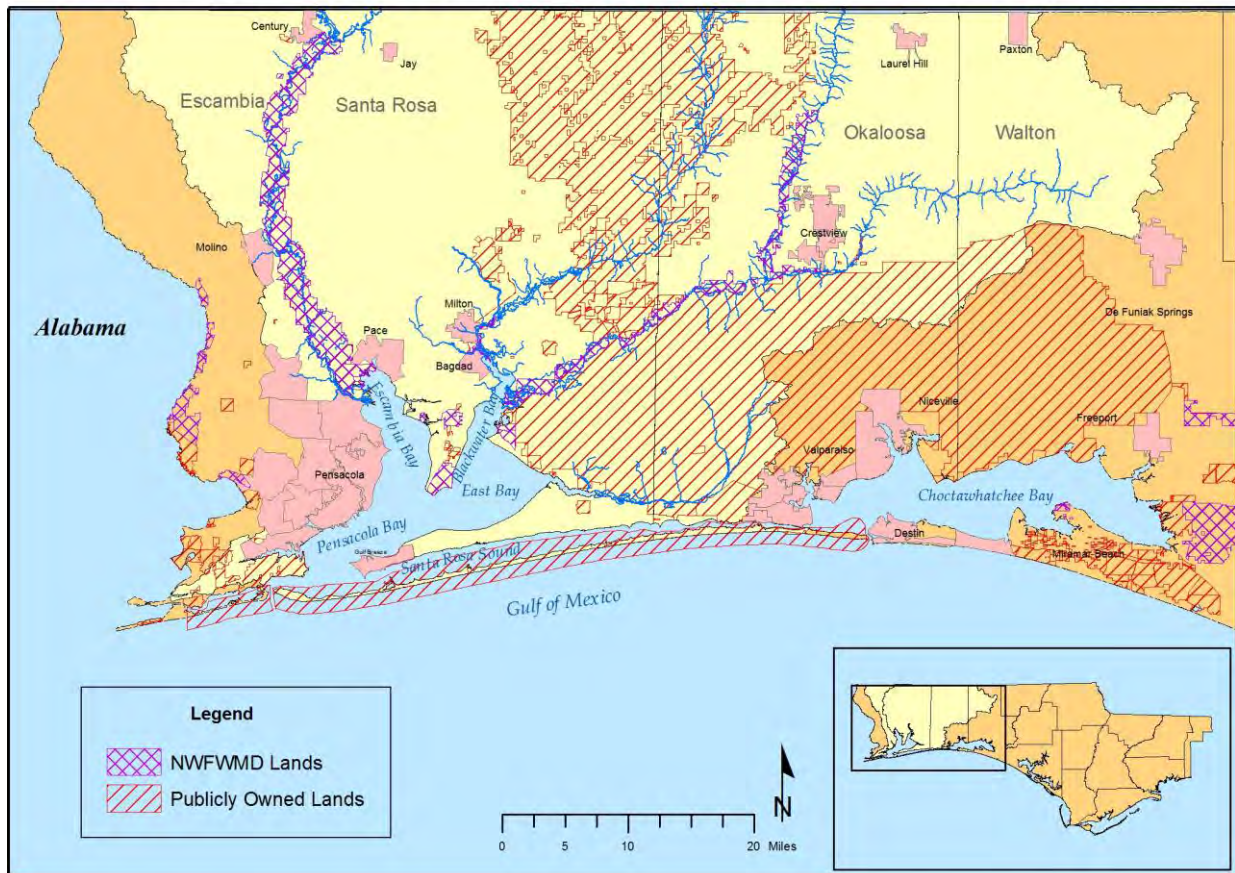 Century
Jay
Laurel Hill
Paxton
Escambia
Santa Rosa
Okaloosa
Walton
Molino
Crestview
Alabama
Milton
Pace
Bagdad
De Funiak Springs
Escambia Bay
Blackwater Bay
Niceville
Freeport
Valparaiso
Pensacola
East Bay
Choctawhatchee Bay
Pensacola Bay
Gulf Breeze
Santa Rosa Sound
Destin
Miramar Beach
Gulf of Mexico
Legend
NWFWMD Lands
Publicly Owned Lands
N
0 5 10 20 Miles